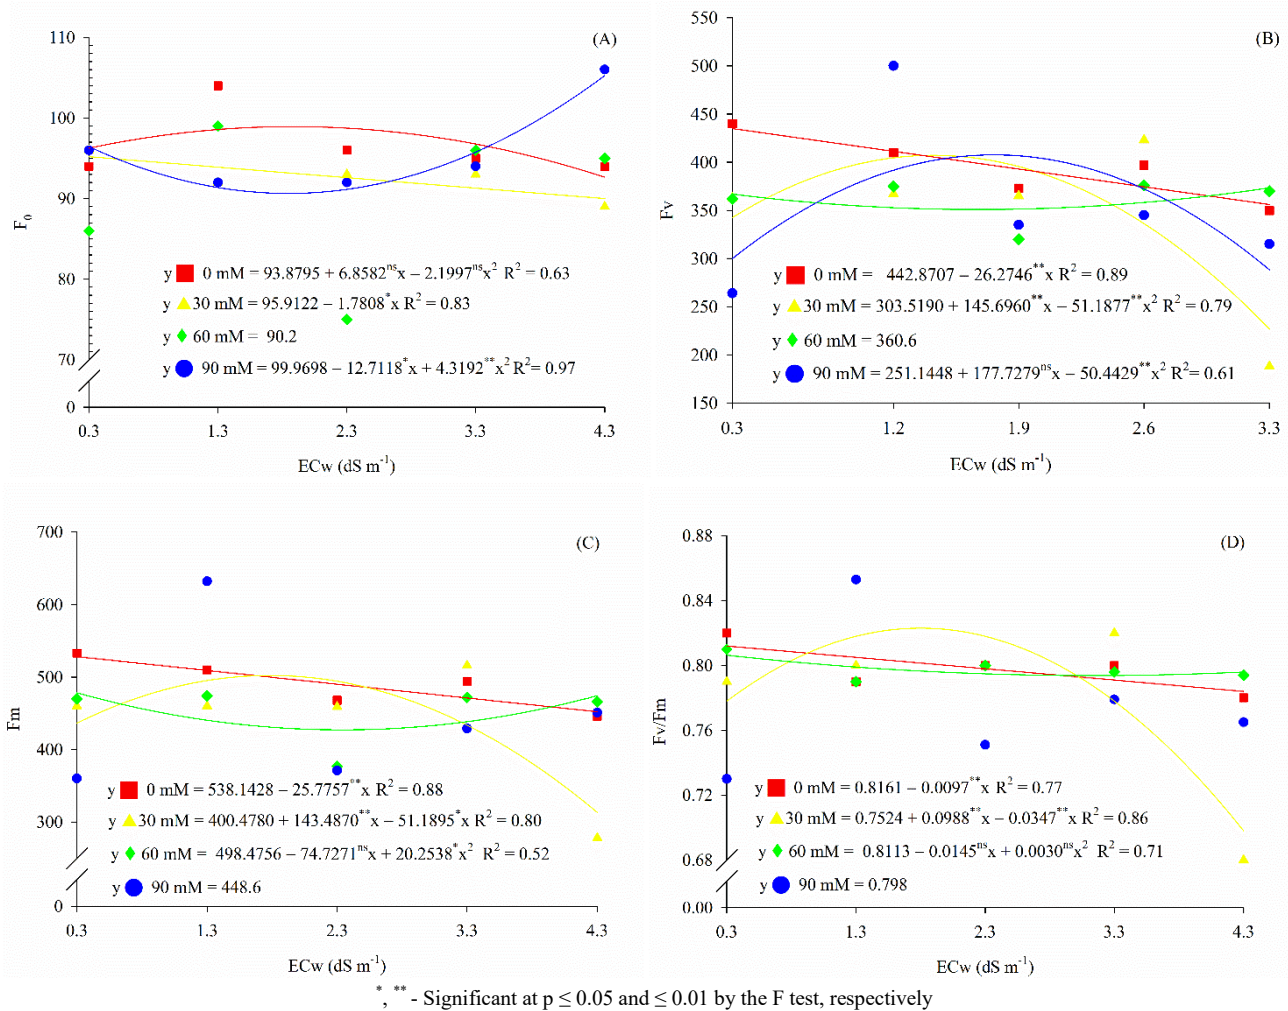 (A)
110
100
90
80
70
0
F₀
y 0 mM = 93.8795 + 6.8582ⁿˢx − 2.1997ⁿˢx² R² = 0.63
y 30 mM = 95.9122 − 1.7808*x R² = 0.83
y 60 mM = 90.2
y 90 mM = 99.9698 − 12.7118*x + 4.3192**x² R² = 0.97
0.3 1.3 2.3 3.3 4.3
ECw (dS m⁻¹)
(B)
500
450
400
350
300
250
200
150
Fv
y 0 mM = 442.8707 − 26.2746**x R² = 0.89
y 30 mM = 303.5190 + 145.6960**x − 51.1877**x² R² = 0.79
y 60 mM = 360.6
y 90 mM = 251.1448 + 177.7279ⁿˢx − 50.4429**x² R² = 0.61
0.3 1.2 1.9 2.6 3.3
ECw (dS m⁻¹)
(C)
700
600
500
400
300
0
Fm
y 0 mM = 538.1428 − 25.7757**x R² = 0.88
y 30 mM = 400.4780 + 143.4870**x − 51.1895*x R² = 0.80
y 60 mM = 498.4756 − 74.7271ⁿˢx + 20.2538*x² R² = 0.52
y 90 mM = 448.6
0.3 1.3 2.3 3.3 4.3
ECw (dS m⁻¹)
(D)
0.88
0.84
0.80
0.76
0.72
0.68
0.00
Fv/Fm
y 0 mM = 0.8161 − 0.0097**x R² = 0.77
y 30 mM = 0.7524 + 0.0988**x − 0.0347**x R² = 0.86
y 60 mM = 0.8113 − 0.0145ⁿˢx + 0.0030ⁿˢx² R² = 0.71
y 90 mM = 0.798
0.3 1.3 2.3 3.3 4.3
ECw (dS m⁻¹)
*, ** - Significant at p ≤ 0.05 and ≤ 0.01 by the F test, respectively